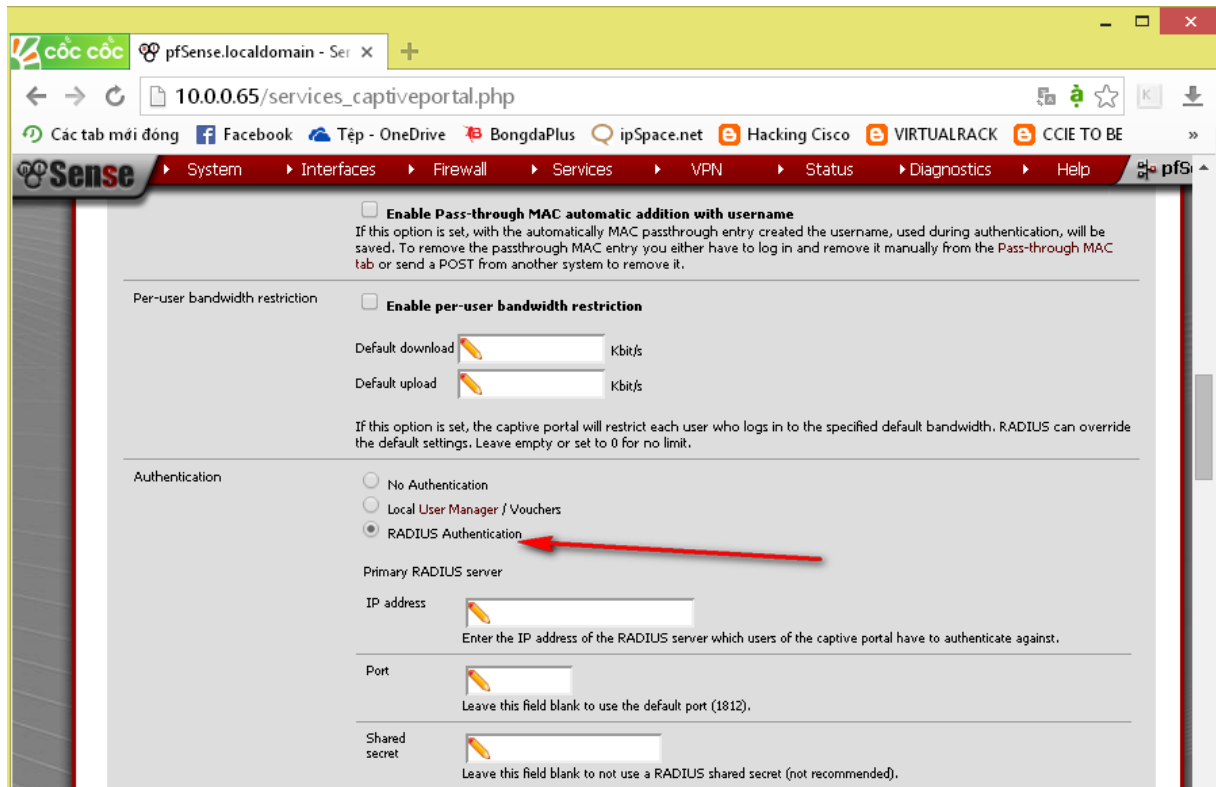 cốc cốc
pfSense.localdomain - Ser
10.0.0.65/services_captiveportal.php
ạ
K
Các tab mới đóng Facebook Tệp - OneDrive BongdaPlus ipSpace.net Hacking Cisco VIRTUALRACK CCIE TO BE »
Sense System Interfaces Firewall Services VPN Status Diagnostics Help pfS
Enable Pass-through MAC automatic addition with username
If this option is set, with the automatically MAC passthrough entry created the username, used during authentication, will be
saved. To remove the passthrough MAC entry you either have to log in and remove it manually from the Pass-through MAC
tab or send a POST from another system to remove it.
Per-user bandwidth restriction
Enable per-user bandwidth restriction
Default download Kbit/s
Default upload Kbit/s
If this option is set, the captive portal will restrict each user who logs in to the specified default bandwidth. RADIUS can override
the default settings. Leave empty or set to 0 for no limit.
Authentication
No Authentication
Local User Manager / Vouchers
RADIUS Authentication
Primary RADIUS server
IP address
Enter the IP address of the RADIUS server which users of the captive portal have to authenticate against.
Port
Leave this field blank to use the default port (1812).
Shared
secret
Leave this field blank to not use a RADIUS shared secret (not recommended).